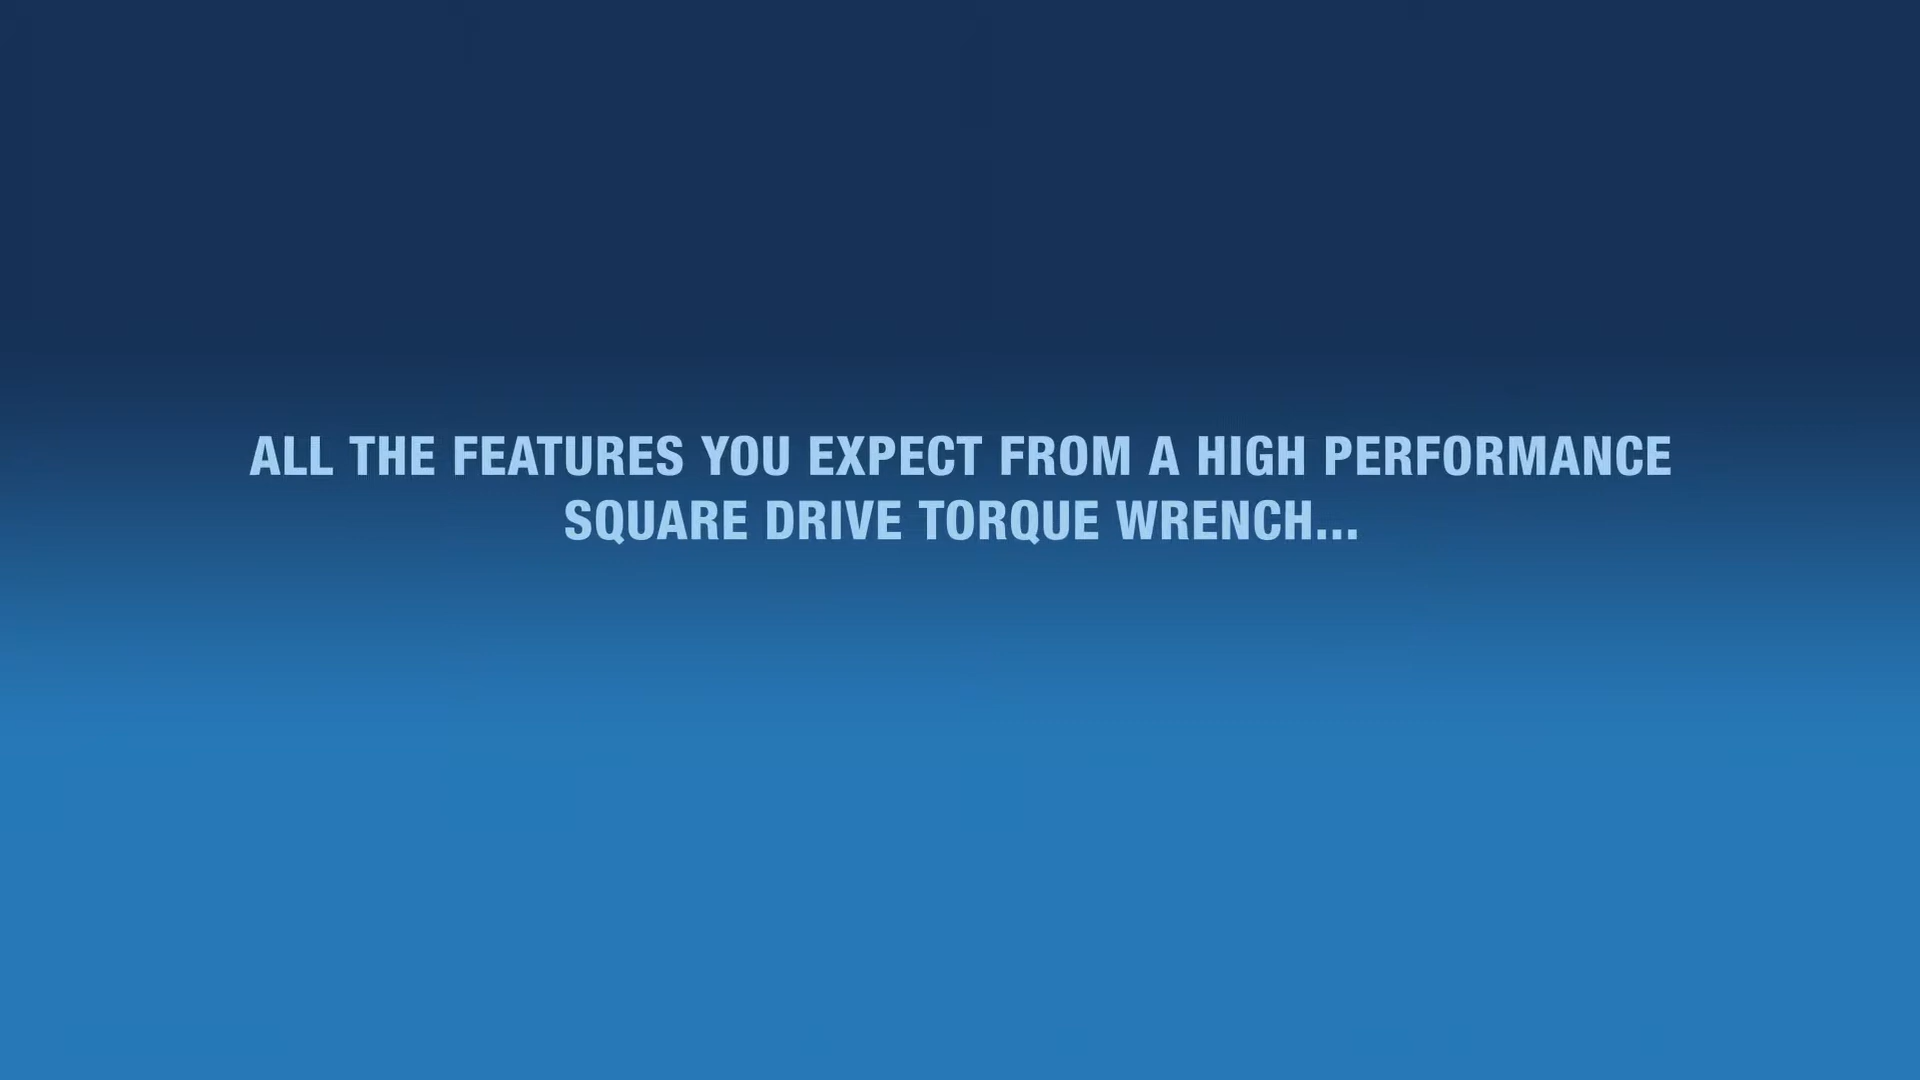 ALL THE FEATURES YOU EXPECT FROM A HIGH PERFORMANCE
SQUARE DRIVE TORQUE WRENCH...